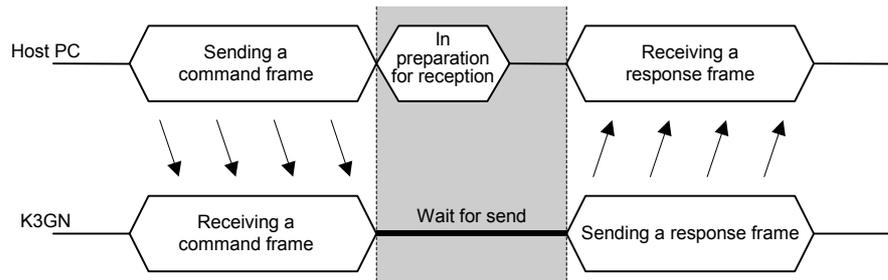 Host PC
Sending a
command frame
In
preparation
for reception
Receiving a
response frame
K3GN
Receiving a
command frame
Wait for send
Sending a response frame